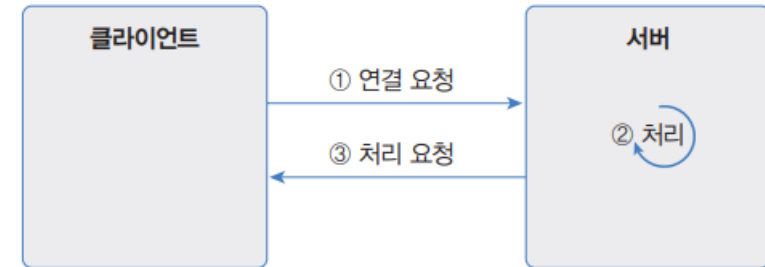 클라이언트
서버
① 연결 요청
② 처리
③ 처리 요청